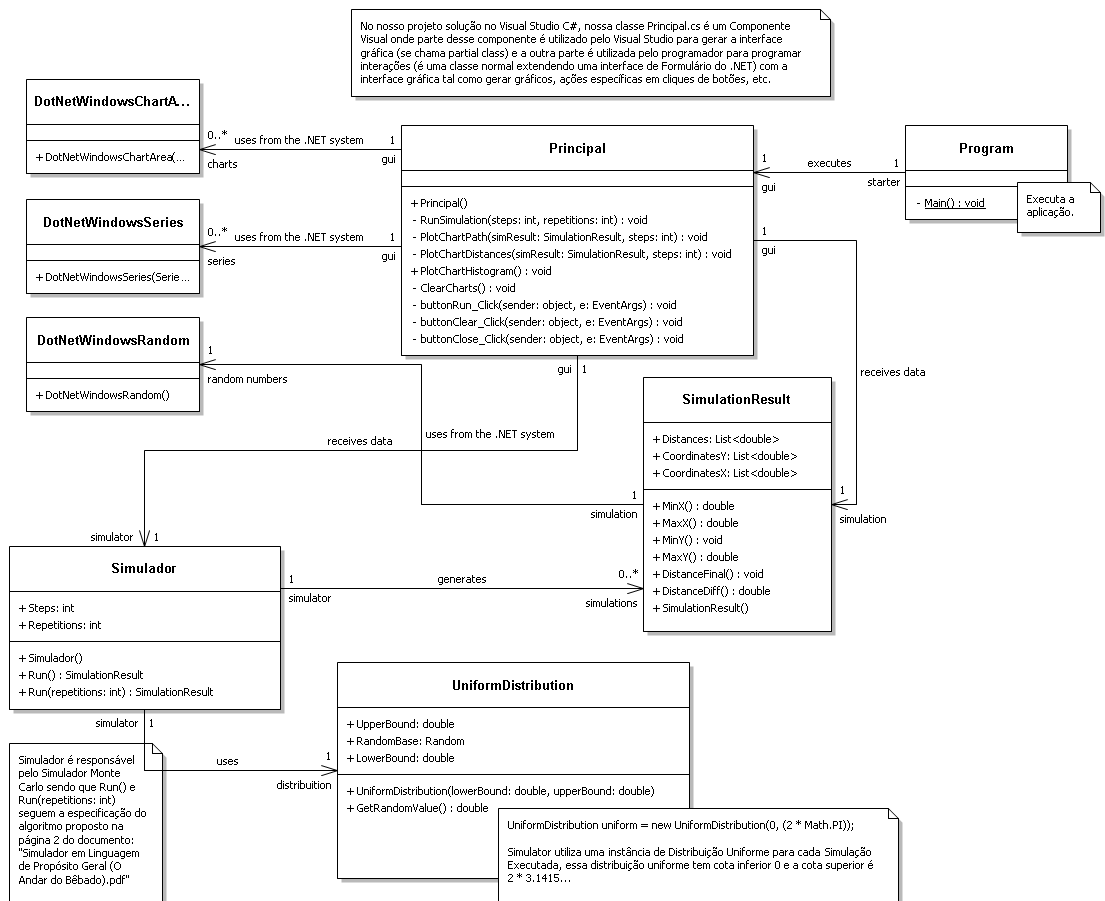 No nosso projeto solução no Visual Studio C#, nossa classe Principal.cs é um Componente
Visual onde parte desse componente é utilizado pelo Visual Studio para gerar a interface
gráfica (se chama partial class) e a outra parte é utilizada pelo programador para programar
interações (é uma classe normal extendendo uma interface de Formulário do .NET) com a
interface gráfica tal como gerar gráficos, ações específicas em cliques de botões, etc.
DotNetWindowsChartA...
+ DotNetWindowsChartArea(...
0..*
uses from the .NET system
1
charts
gui
Principal
+ Principal()
- RunSimulation(steps: int, repetitions: int) : void
- PlotChartPath(simResult: SimulationResult, steps: int) : void
- PlotChartDistances(simResult: SimulationResult, steps: int) : void
+ PlotChartHistogram() : void
- ClearCharts() : void
- buttonRun_Click(sender: object, e: EventArgs) : void
- buttonClear_Click(sender: object, e: EventArgs) : void
- buttonClose_Click(sender: object, e: EventArgs) : void
1
executes
1
gui
starter
Program
- Main() : void
Executa a
aplicação.
DotNetWindowsSeries
+ DotNetWindowsSeries(Serie...
0..*
uses from the .NET system
1
series
gui
1
gui
receives data
1
simulation
DotNetWindowsRandom
+ DotNetWindowsRandom()
1
random numbers
uses from the .NET system
1
simulation
gui
1
receives data
simulator
1
SimulationResult
+ Distances: List<double>
+ CoordinatesY: List<double>
+ CoordinatesX: List<double>
+ MinX() : double
+ MaxX() : double
+ MinY() : void
+ MaxY() : double
+ DistanceFinal() : void
+ DistanceDiff() : double
+ SimulationResult()
Simulador
+ Steps: int
+ Repetitions: int
+ Simulador()
+ Run() : SimulationResult
+ Run(repetitions: int) : SimulationResult
1
generates
0..*
simulator
simulations
simulator
1
uses
1
distribuition
UniformDistribution
+ UpperBound: double
+ RandomBase: Random
+ LowerBound: double
+ UniformDistribution(lowerBound: double, upperBound: double)
+ GetRandomValue() : double
Simulador é responsável
pelo Simulador Monte
Carlo sendo que Run() e
Run(repetitions: int)
seguem a especificação do
algoritmo proposto na
página 2 do documento:
"Simulador em Linguagem
de Propósito Geral (O
Andar do Bêbado).pdf"
UniformDistribution uniform = new UniformDistribution(0, (2 * Math.PI));
Simulator utiliza uma instância de Distribuição Uniforme para cada Simulação
Executada, essa distribuição uniforme tem cota inferior 0 e a cota superior é
2 * 3.1415...